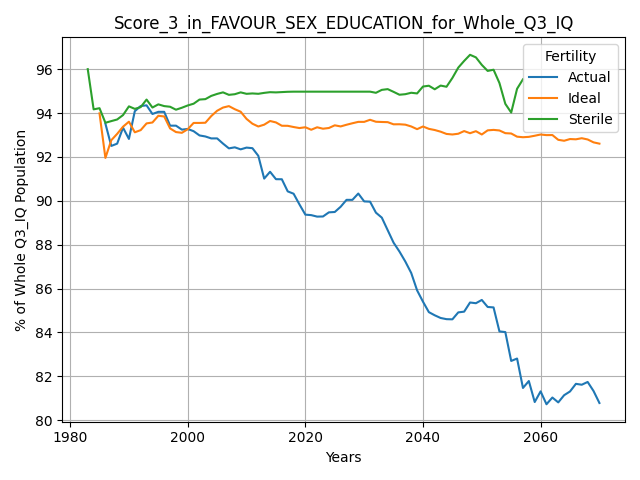 Score_3_in_FAVOUR_SEX_EDUCATION_for_Whole_Q3_IQ
% of Whole Q3_IQ Population
96
94
92
90
88
86
84
82
80
Fertility
Actual
Ideal
Sterile
1980
2000
2020
2040
2060
Years